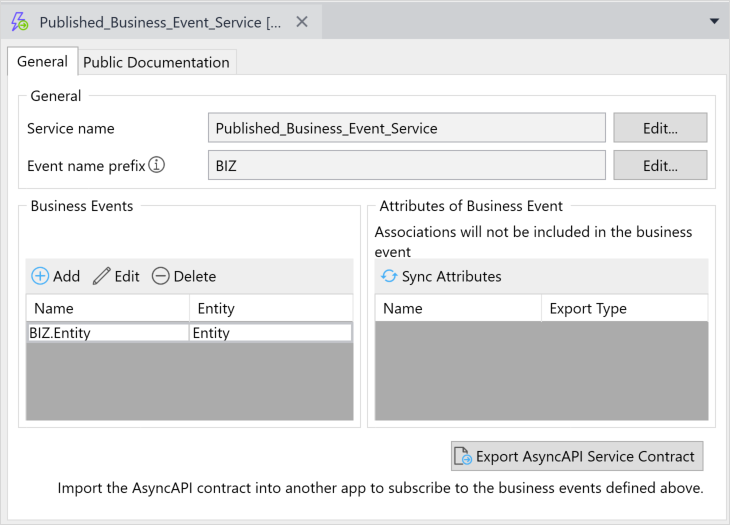 Published_Business_Event_Service [...
General
Public Documentation
General
Service name
Published_Business_Event_Service
Edit...
Event name prefix
BIZ
Edit...
Business Events
Add
Edit
Delete
Name
Entity
BIZ.Entity
Entity
Attributes of Business Event
Associations will not be included in the business
event
Sync Attributes
Name
Export Type
Export AsyncAPI Service Contract
Import the AsyncAPI contract into another app to subscribe to the business events defined above.